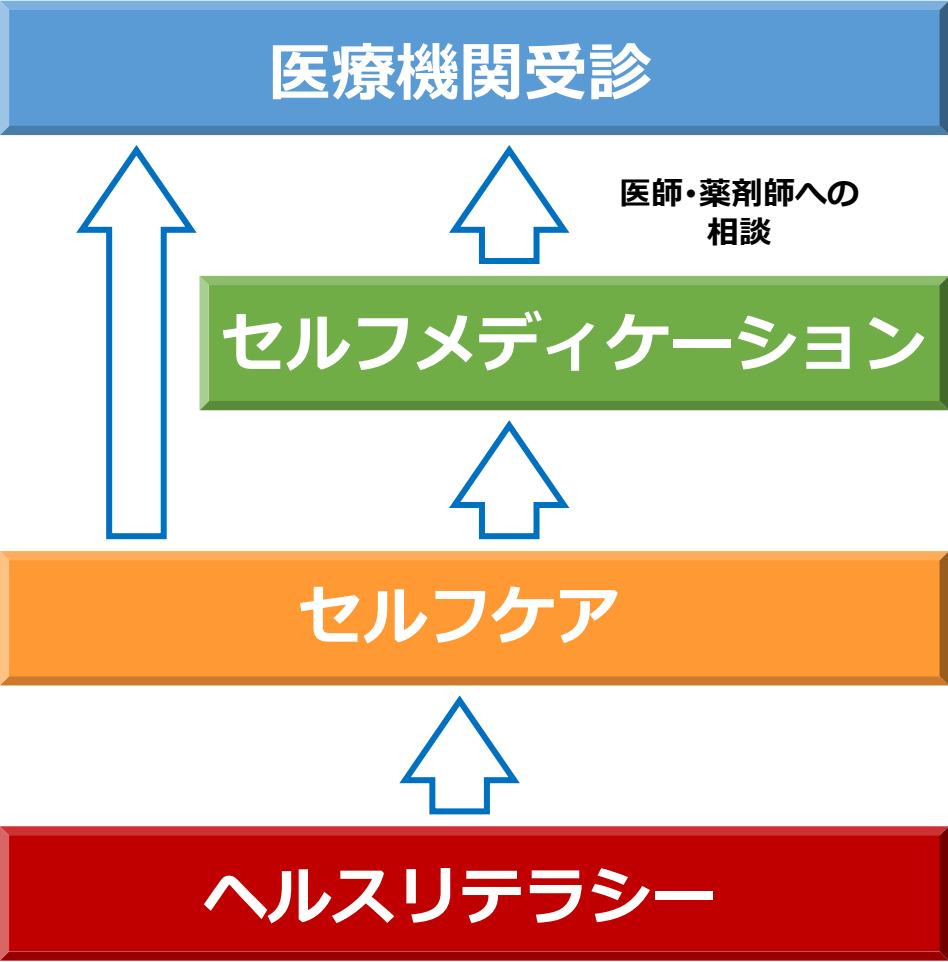 医療機関受診
医師・薬剤師への
相談
セルフメディケーション
セルフケア
ヘルスリテラシー